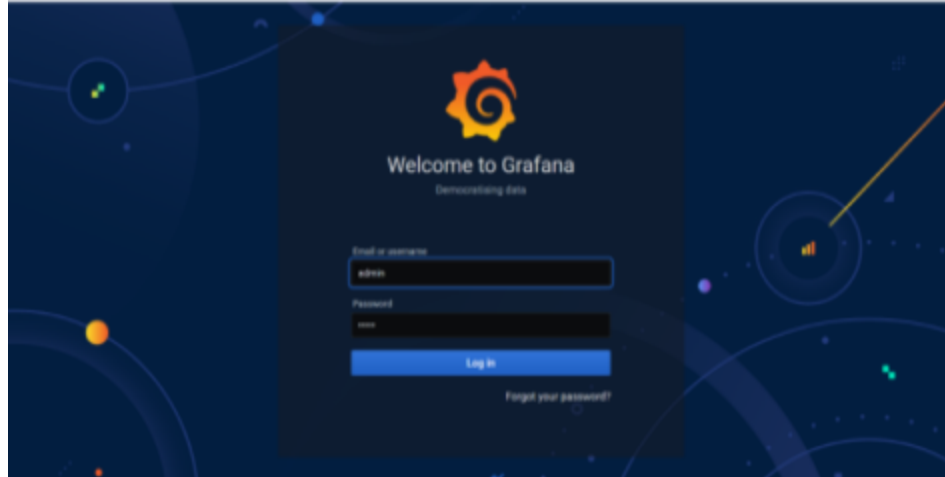 Welcome to Grafana
Democratising data
Email or username
admin
Password
••••
Log in
Forgot your password?